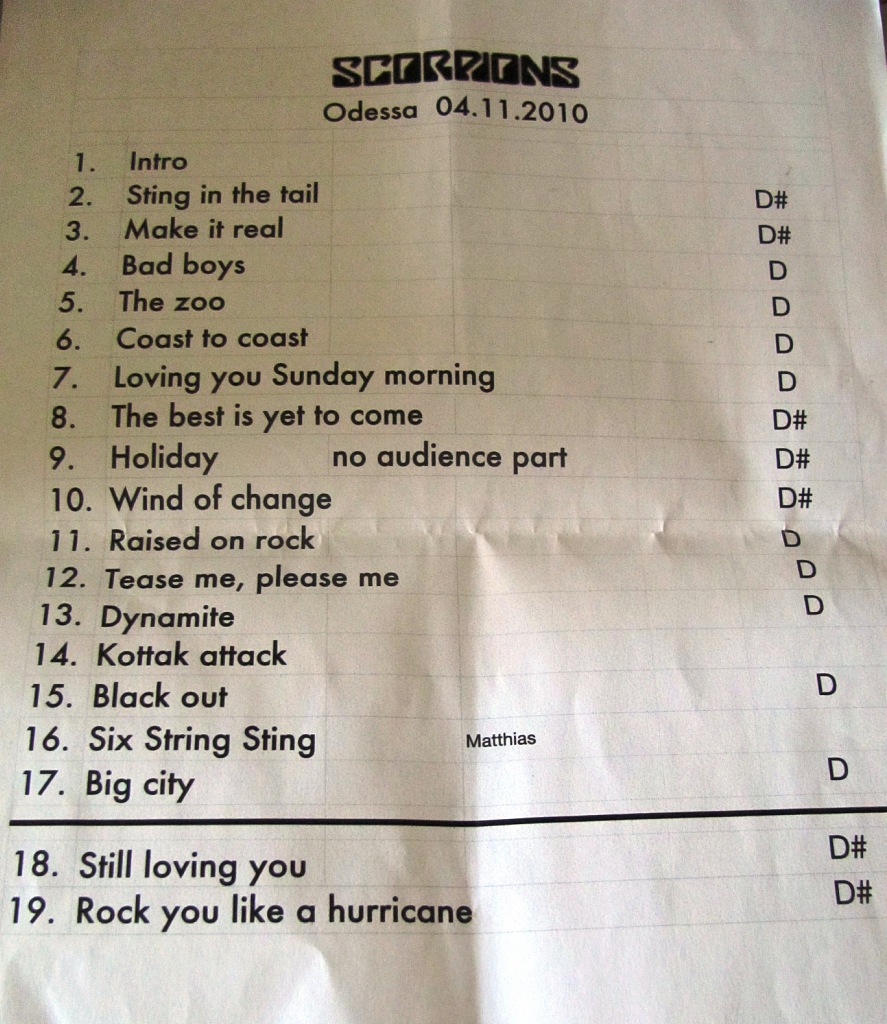 SCORPIONS
Odessa 04.11.2010
1. Intro
2. Sting in the tail D#
3. Make it real D#
4. Bad boys D
5. The zoo D
6. Coast to coast D
7. Loving you Sunday morning D
8. The best is yet to come D#
9. Holiday no audience part D#
10. Wind of change D#
11. Raised on rock D
12. Tease me, please me D
13. Dynamite D
14. Kottak attack
15. Black out D
16. Six String Sting Matthias
17. Big city D
18. Still loving you D#
19. Rock you like a hurricane D#